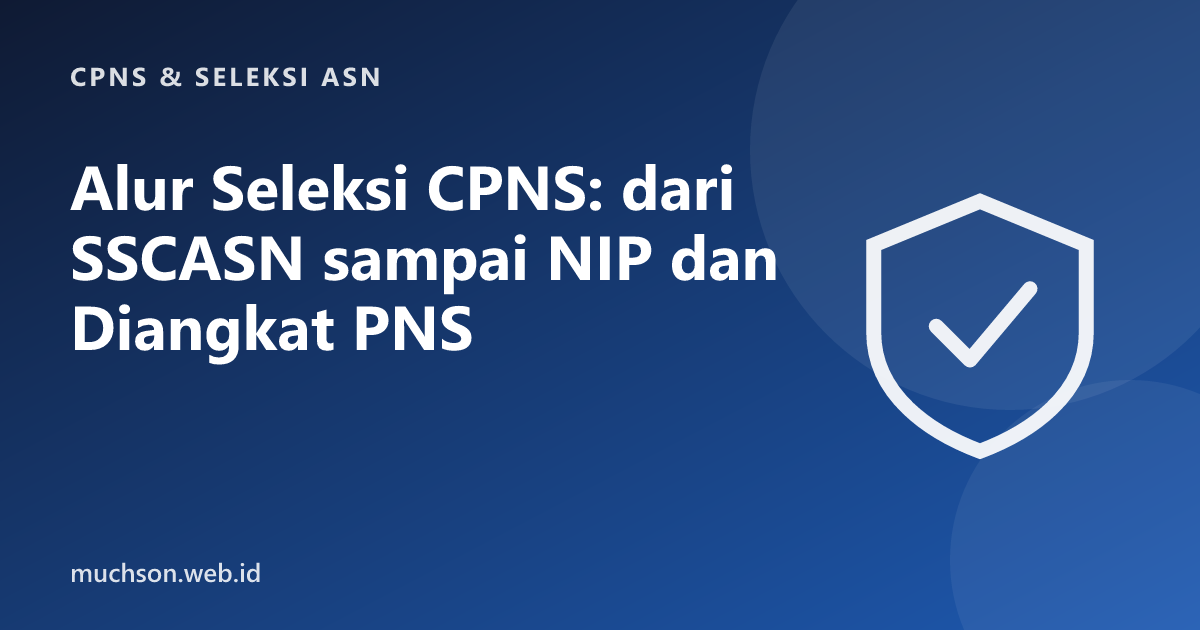 CPNS & SELEKSI ASN
Alur Seleksi CPNS: dari
SSCASN sampai NIP dan
Diangkat PNS
muchson.web.id